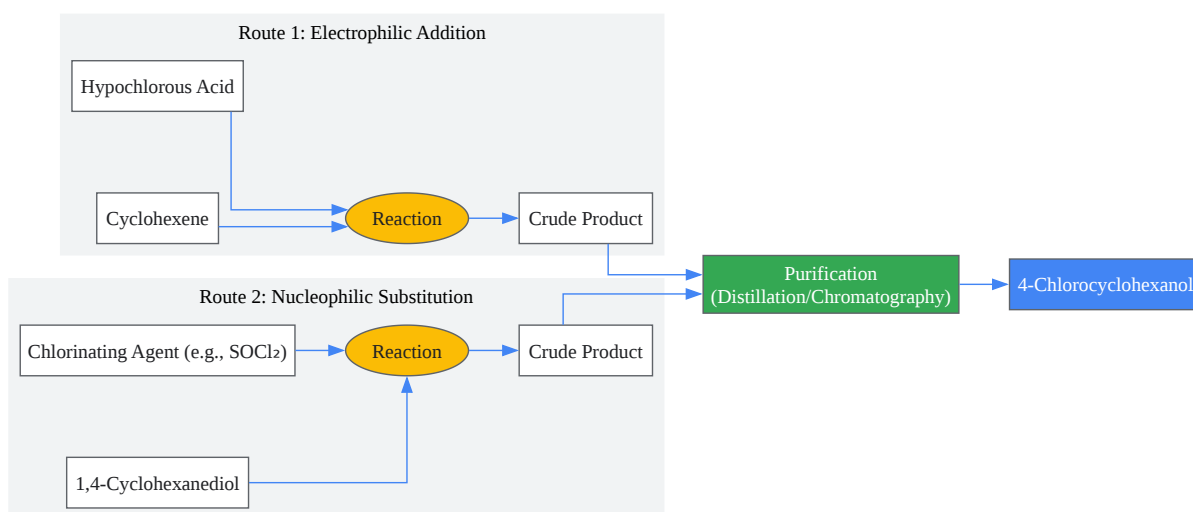 Route 1: Electrophilic Addition
Hypochlorous Acid
Cyclohexene
Reaction
Crude Product
Purification
(Distillation/Chromatography)
4-Chlorocyclohexanol
Route 2: Nucleophilic Substitution
Chlorinating Agent (e.g., SOCl₂)
Reaction
Crude Product
1,4-Cyclohexanediol